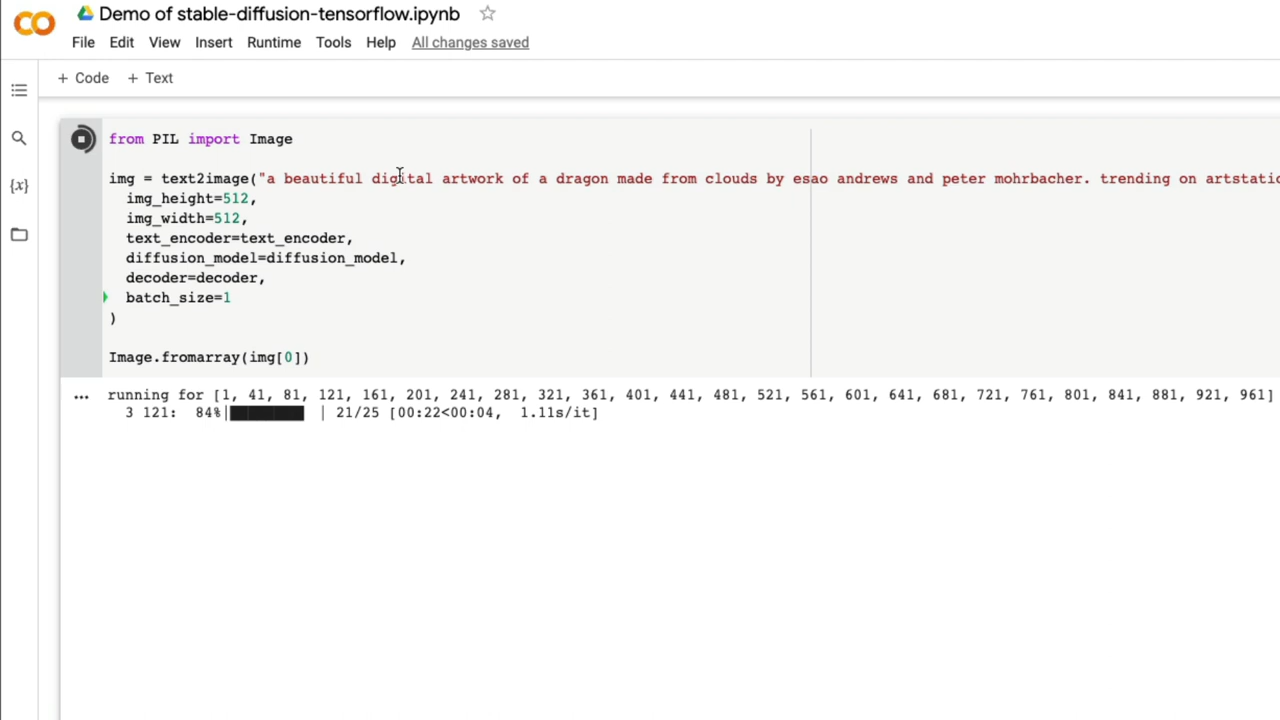 Demo of stable-diffusion-tensorflow.ipynb
File Edit View Insert Runtime Tools Help All changes saved
+ Code + Text
from PIL import Image
img = text2image("a beautiful digital artwork of a dragon made from clouds by esao andrews and peter mohrbacher. trending on artstatio
img_height=512,
img_width=512,
text_encoder=text_encoder,
diffusion_model=diffusion_model,
decoder=decoder,
batch_size=1
)
Image.fromarray(img[0])
... running for [1, 41, 81, 121, 161, 201, 241, 281, 321, 361, 401, 441, 481, 521, 561, 601, 641, 681, 721, 761, 801, 841, 881, 921, 961]
3 121: 84%|████████ | 21/25 [00:22<00:04, 1.11s/it]
{x}